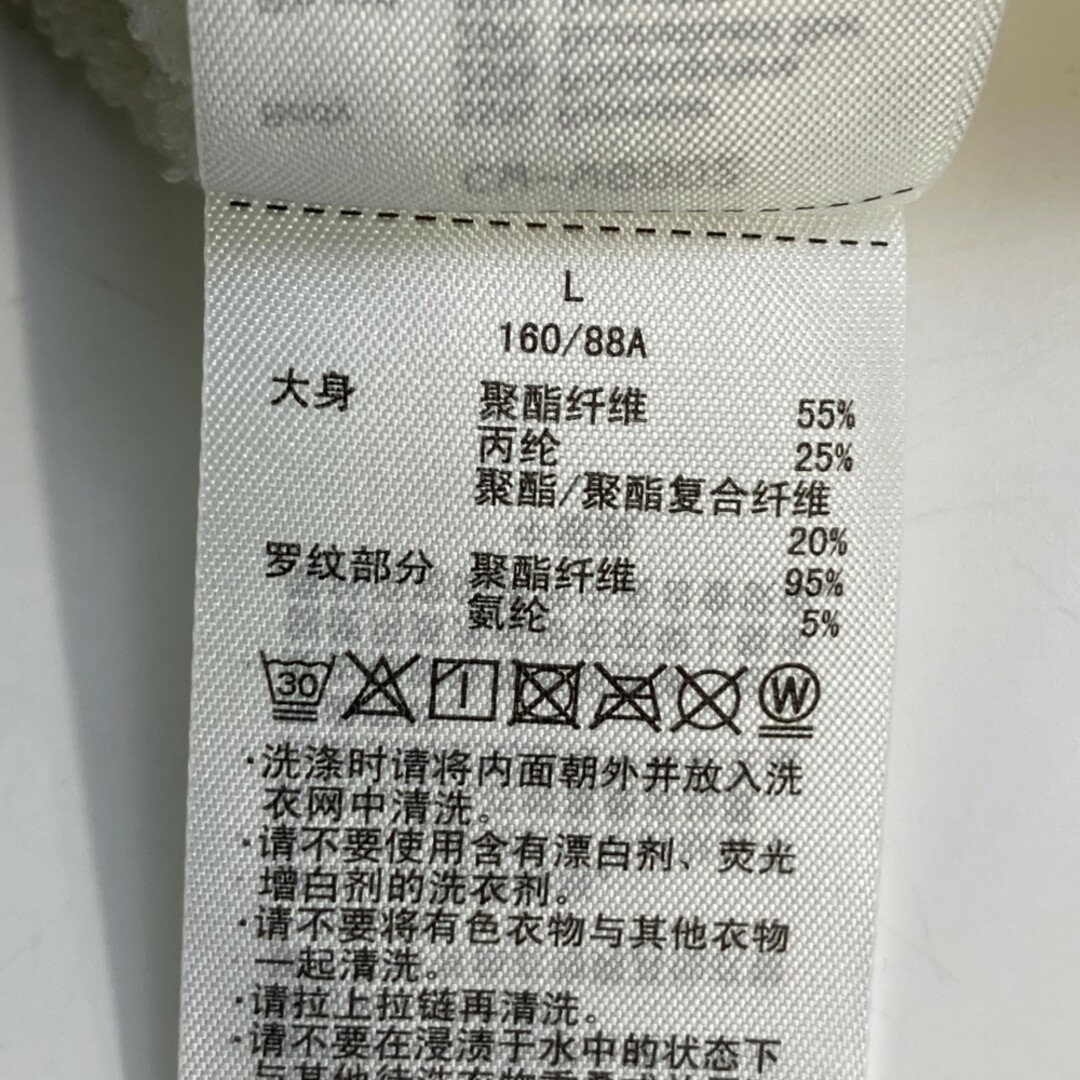 L
160/88A
大身 聚酯纤维 55%
丙纶 25%
聚酯/聚酯复合纤维
20%
罗纹部分 聚酯纤维 95%
氨纶 5%
30 W
·洗涤时请将内面朝外并放入洗
衣网中清洗。
·请不要使用含有漂白剂、荧光
增白剂的洗衣剂。
·请不要将有色衣物与其他衣物
一起清洗。
·请拉上拉链再清洗。
·请不要在浸渍于水中的状态下